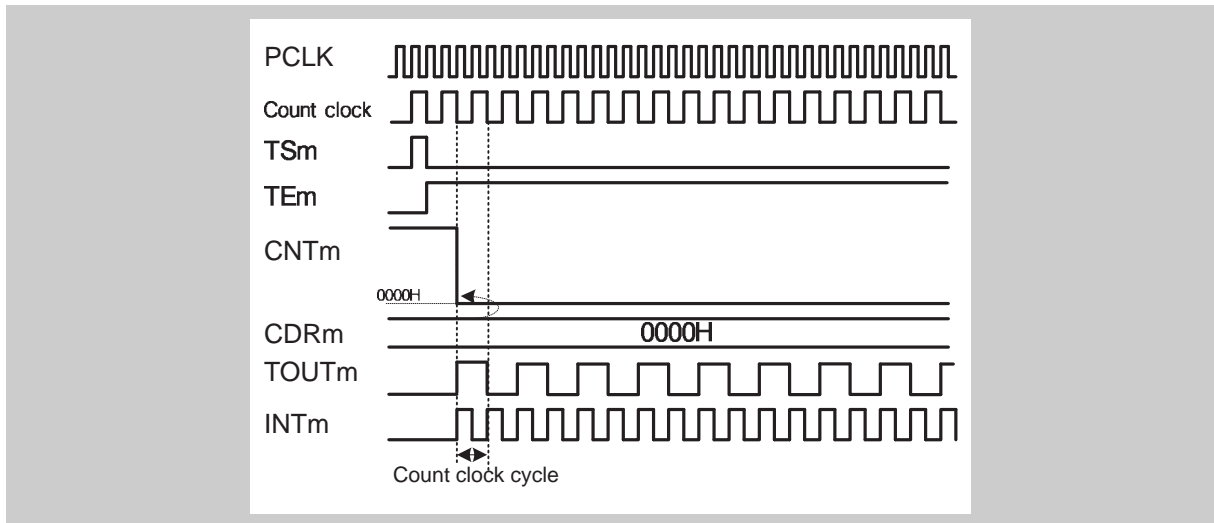 PCLK
Count clock
TSm
TEm
CNTm
0000H
CDRm 0000H
TOUTm
INTm
Count clock cycle